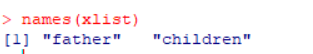 > names(xlist)
[1] "father"   "children"